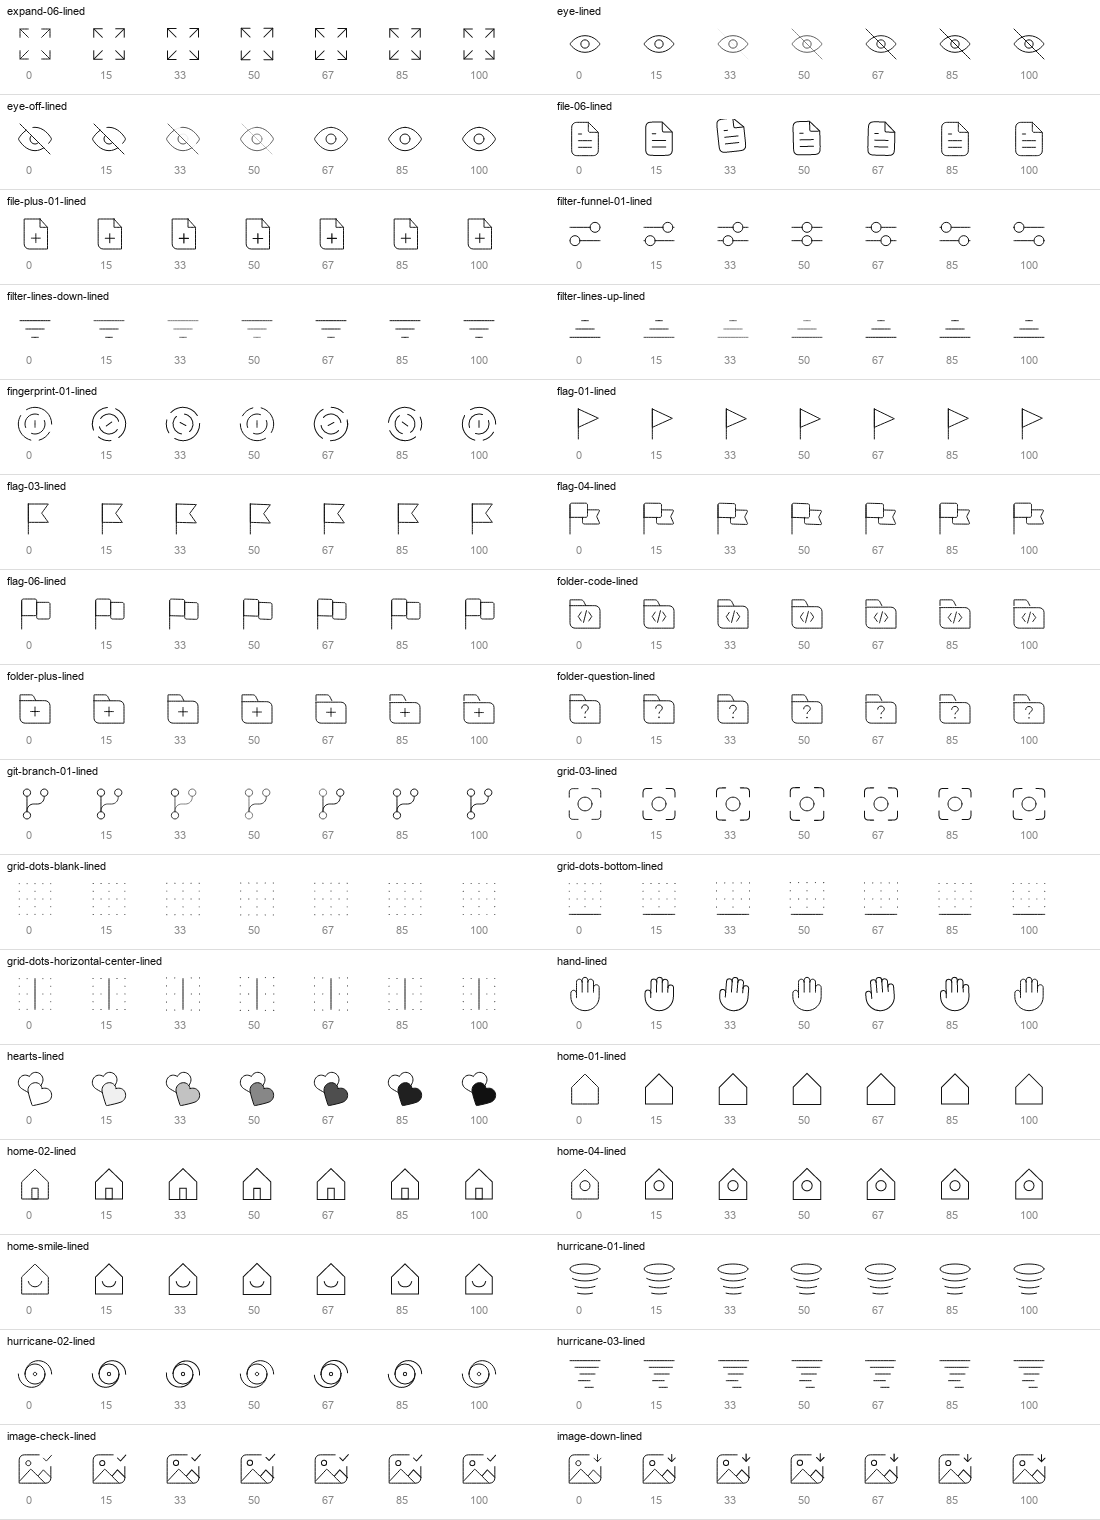 expand-06-lined
0 15 33 50 67 85 100
eye-lined
0 15 33 50 67 85 100
eye-off-lined
0 15 33 50 67 85 100
file-06-lined
0 15 33 50 67 85 100
file-plus-01-lined
0 15 33 50 67 85 100
filter-funnel-01-lined
0 15 33 50 67 85 100
filter-lines-down-lined
0 15 33 50 67 85 100
filter-lines-up-lined
0 15 33 50 67 85 100
fingerprint-01-lined
0 15 33 50 67 85 100
flag-01-lined
0 15 33 50 67 85 100
flag-03-lined
0 15 33 50 67 85 100
flag-04-lined
0 15 33 50 67 85 100
flag-06-lined
0 15 33 50 67 85 100
folder-code-lined
0 15 33 50 67 85 100
folder-plus-lined
0 15 33 50 67 85 100
folder-question-lined
0 15 33 50 67 85 100
git-branch-01-lined
0 15 33 50 67 85 100
grid-03-lined
0 15 33 50 67 85 100
grid-dots-blank-lined
0 15 33 50 67 85 100
grid-dots-bottom-lined
0 15 33 50 67 85 100
grid-dots-horizontal-center-lined
0 15 33 50 67 85 100
hand-lined
0 15 33 50 67 85 100
hearts-lined
0 15 33 50 67 85 100
home-01-lined
0 15 33 50 67 85 100
home-02-lined
0 15 33 50 67 85 100
home-04-lined
0 15 33 50 67 85 100
home-smile-lined
0 15 33 50 67 85 100
hurricane-01-lined
0 15 33 50 67 85 100
hurricane-02-lined
0 15 33 50 67 85 100
hurricane-03-lined
0 15 33 50 67 85 100
image-check-lined
0 15 33 50 67 85 100
image-down-lined
0 15 33 50 67 85 100